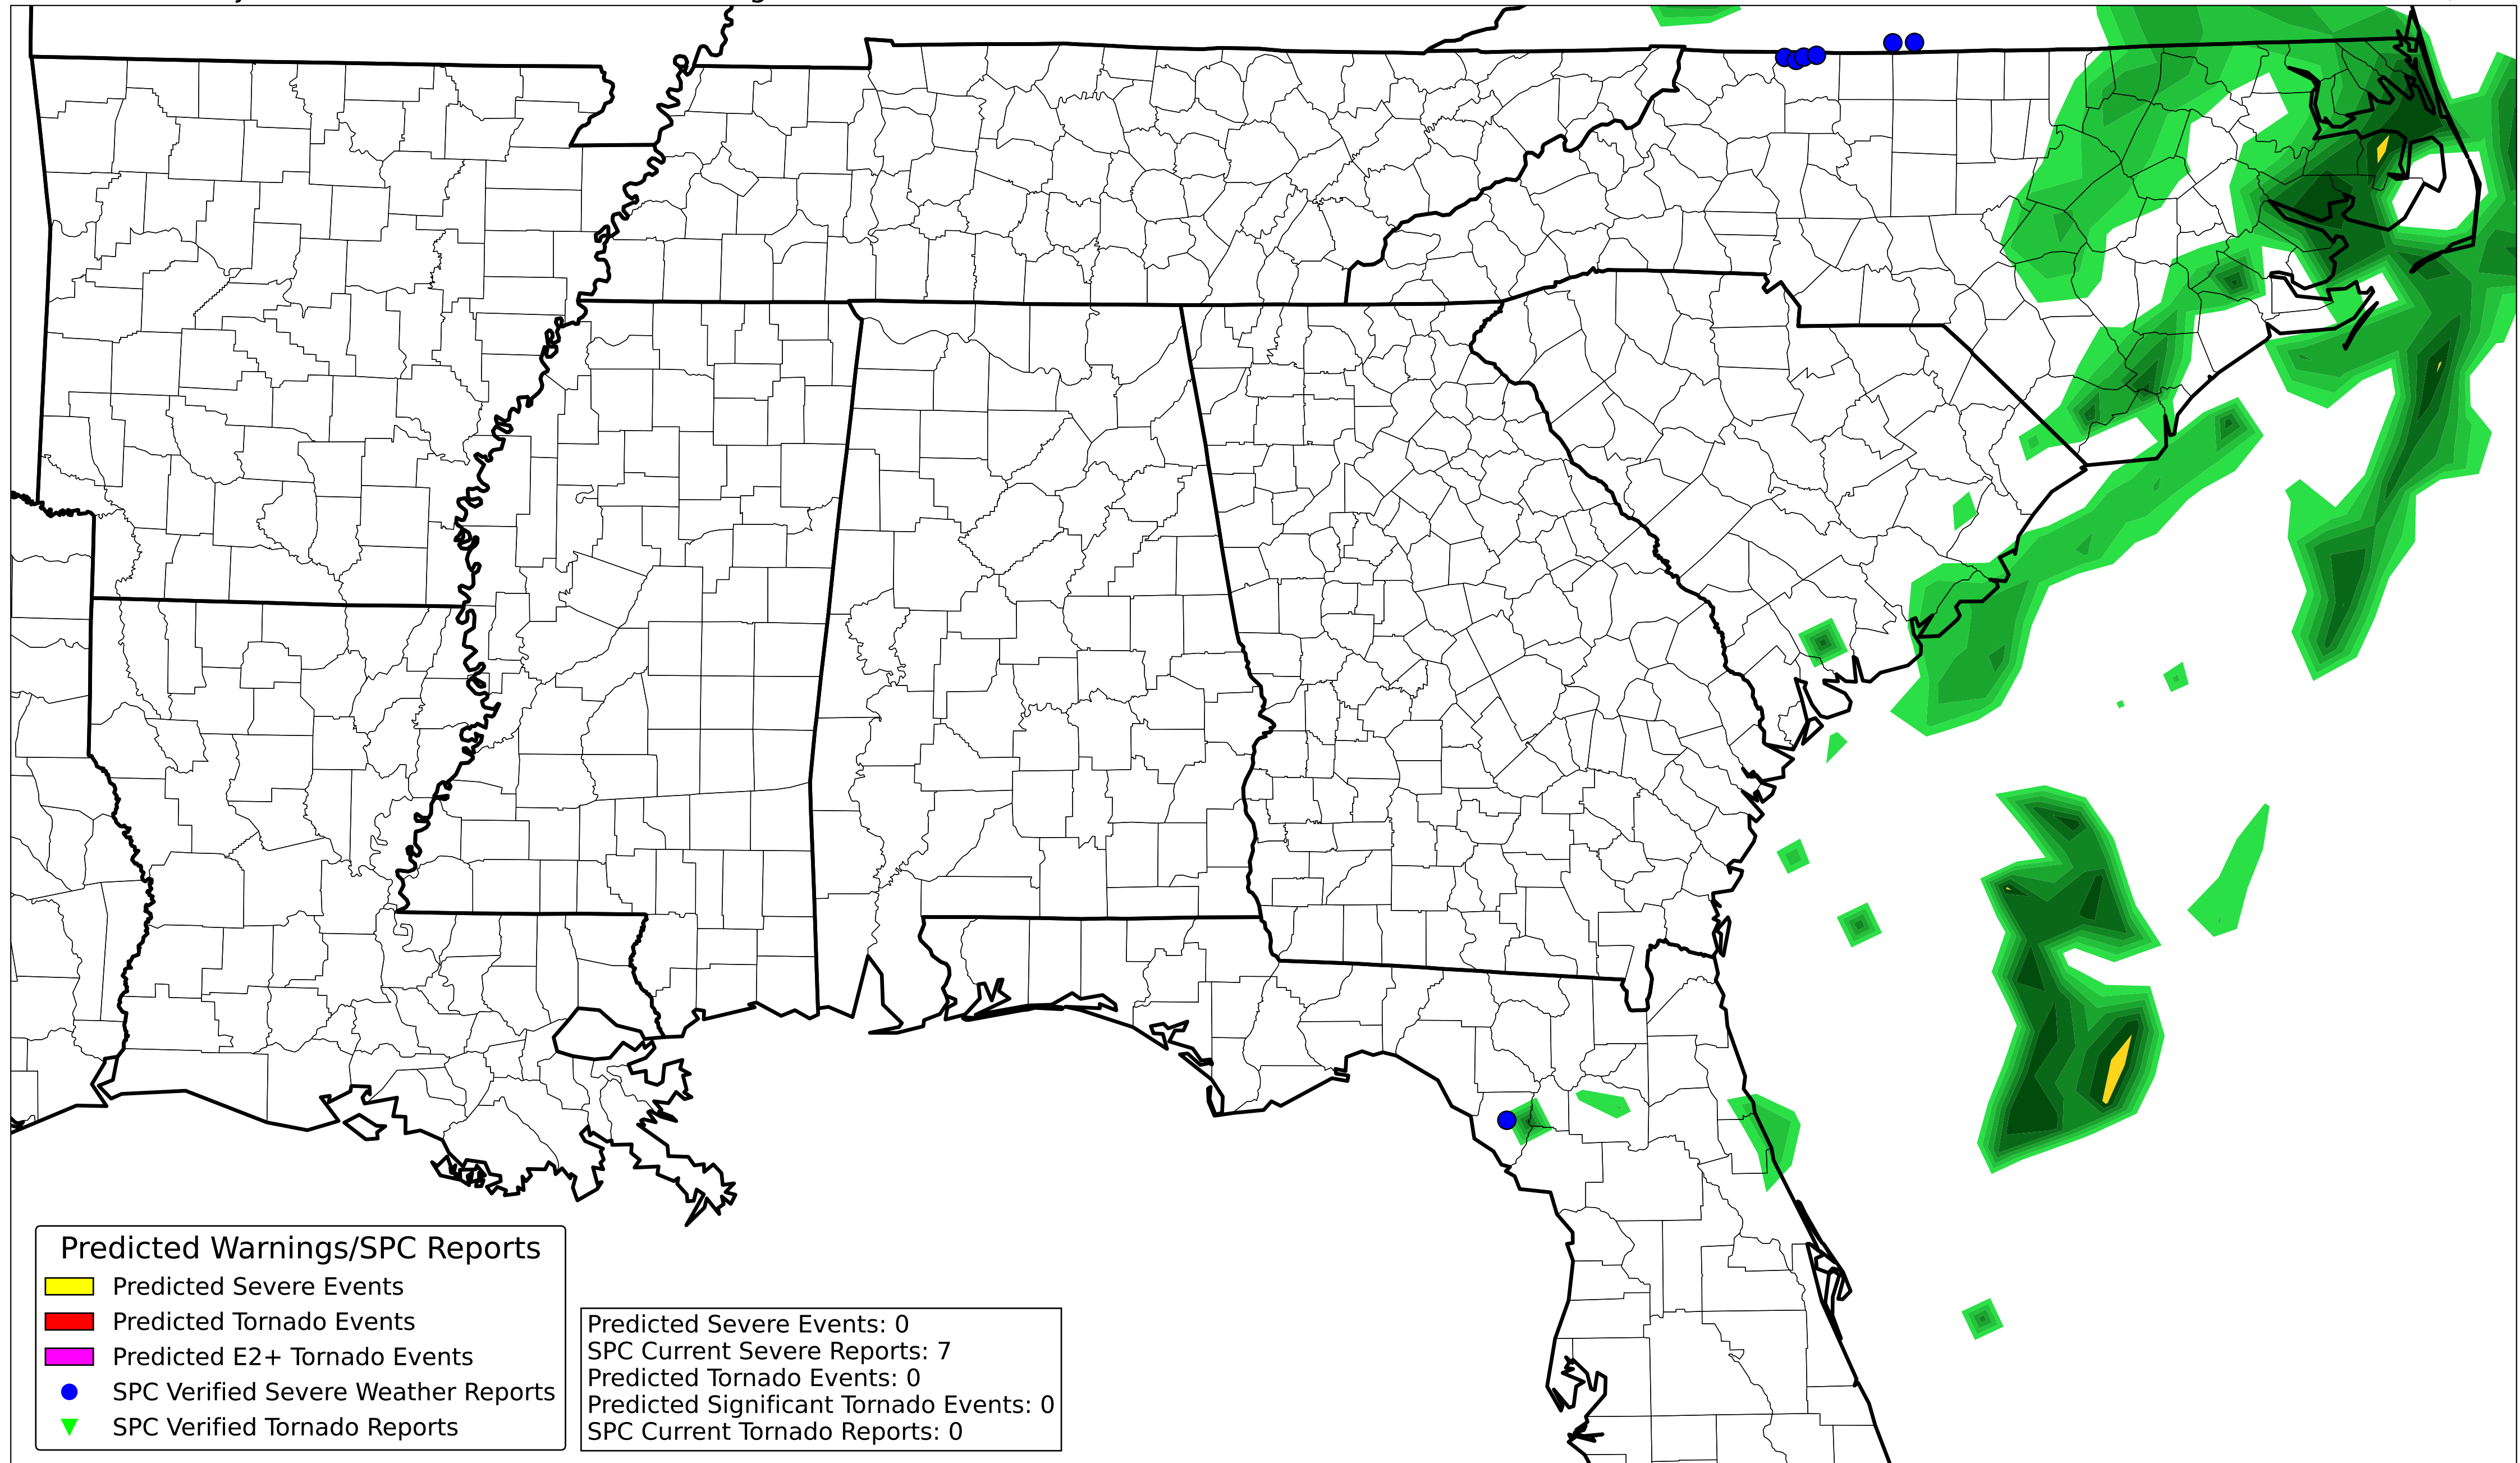 Predicted Warnings/SPC Reports
Predicted Severe Events
Predicted Tornado Events
Predicted E2+ Tornado Events
SPC Verified Severe Weather Reports
SPC Verified Tornado Reports
Predicted Severe Events: 0
SPC Current Severe Reports: 7
Predicted Tornado Events: 0
Predicted Significant Tornado Events: 0
SPC Current Tornado Reports: 0